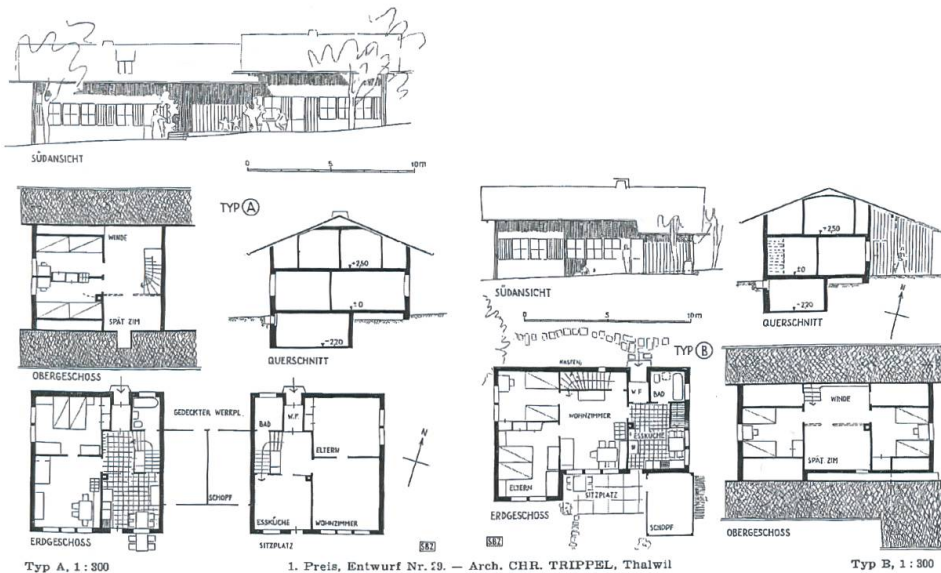 SÜDANSICHT
0 5 10m
TYP A
WINDE
SPÄT. ZIM
OBERGESCHOSS
+2,50
±0
-2,20
QUERSCHNITT
GEDECKTER WERKPL.
SCHOPF
ERDGESCHOSS
BAD
W.F.
ELTERN
ESSKÜCHE
WOHNZIMMER
SITZPLATZ
N
SBZ
Typ A, 1:300
SÜDANSICHT
0 5 10m
TYP B
+2,50
±0
-2,20
QUERSCHNITT
N
W.F.
BAD
WOHNZIMMER
ESSKÜCHE
ELTERN
SITZPLATZ
SCHOPF
ERDGESCHOSS
SBZ
WINDE
SPÄT. ZIM
OBERGESCHOSS
1. Preis, Entwurf Nr. 29. — Arch. CHR. TRIPPEL, Thalwil
Typ B, 1:300